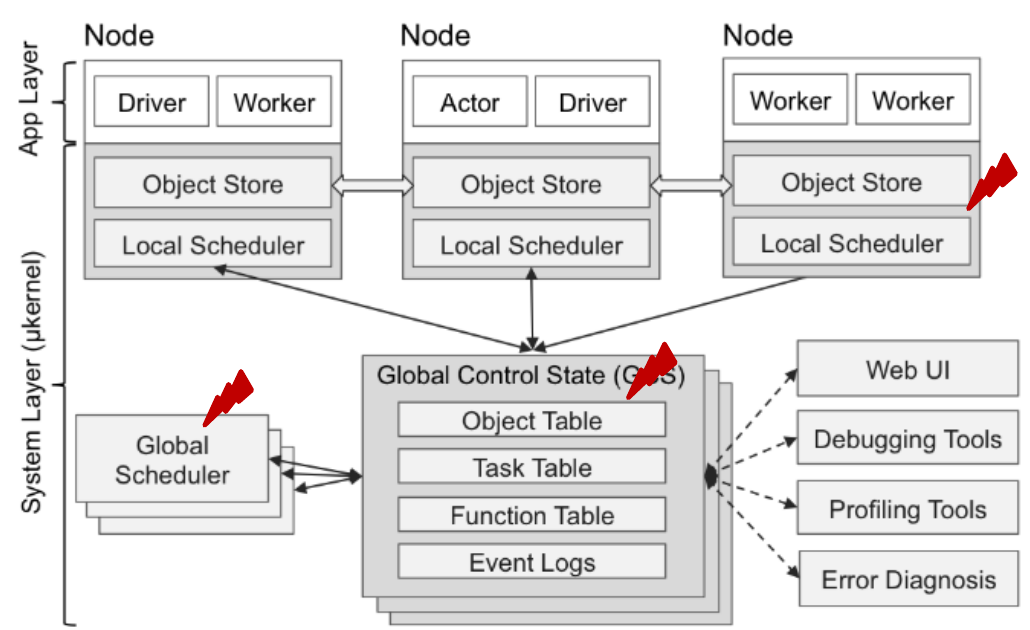 Node
Node
Node
App Layer
Driver
Worker
Actor
Driver
Worker
Worker
Object Store
Object Store
Object Store
Local Scheduler
Local Scheduler
Local Scheduler
System Layer (μkernel)
Global Control State (GCS)
Object Table
Task Table
Function Table
Event Logs
Global
Scheduler
Web UI
Debugging Tools
Profiling Tools
Error Diagnosis